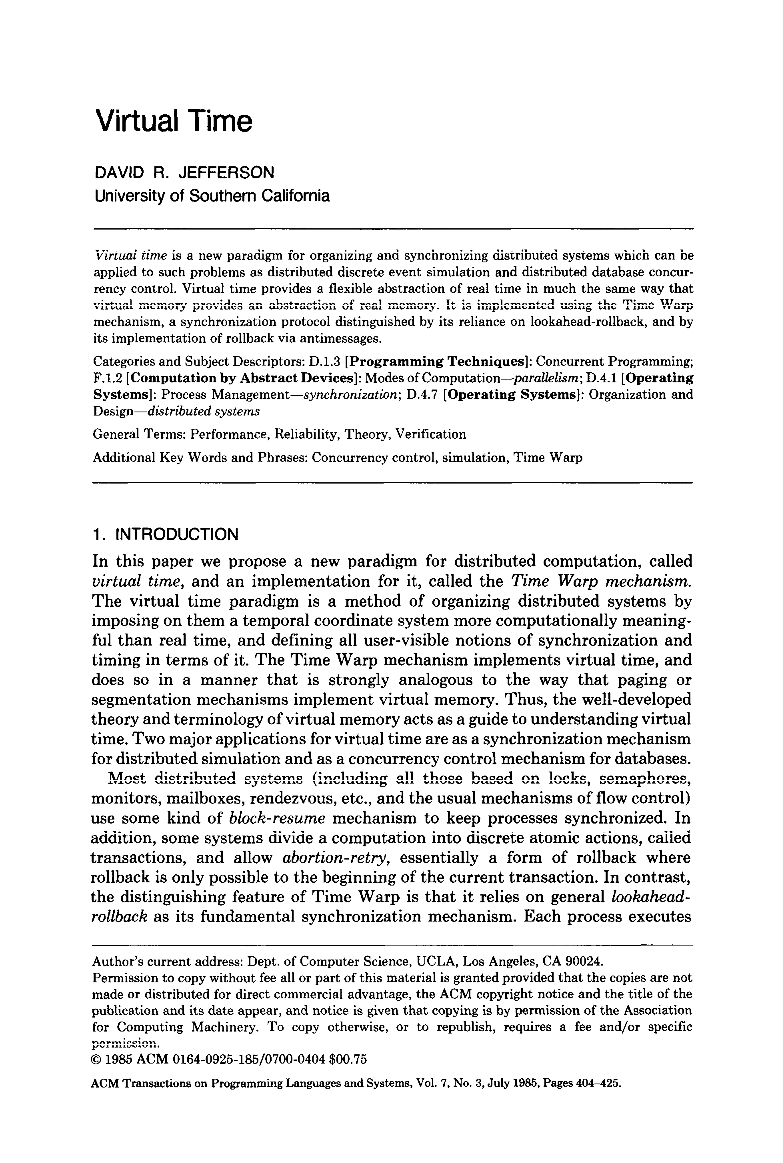 Virtual Time
DAVID R. JEFFERSON
University of Southern California
Virtual time is a new paradigm for organizing and synchronizing distributed systems which can be
applied to such problems as distributed discrete event simulation and distributed database concur-
rency control. Virtual time provides a flexible abstraction of real time in much the same way that
virtual memory provides an abstraction of real memory. It is implemented using the Time Warp
mechanism, a synchronization protocol distinguished by its reliance on lookahead-rollback, and by
its implementation of rollback via antimessages.
Categories and Subject Descriptors: D.1.3 [Programming Techniques]: Concurrent Programming;
F.1.2 [Computation by Abstract Devices]: Modes of Computation—parallelism; D.4.1 [Operating
Systems]: Process Management—synchronization; D.4.7 [Operating Systems]: Organization and
Design—distributed systems
General Terms: Performance, Reliability, Theory, Verification
Additional Key Words and Phrases: Concurrency control, simulation, Time Warp
1. INTRODUCTION
In this paper we propose a new paradigm for distributed computation, called
virtual time, and an implementation for it, called the Time Warp mechanism.
The virtual time paradigm is a method of organizing distributed systems by
imposing on them a temporal coordinate system more computationally meaning-
ful than real time, and defining all user-visible notions of synchronization and
timing in terms of it. The Time Warp mechanism implements virtual time, and
does so in a manner that is strongly analogous to the way that paging or
segmentation mechanisms implement virtual memory. Thus, the well-developed
theory and terminology of virtual memory acts as a guide to understanding virtual
time. Two major applications for virtual time are as a synchronization mechanism
for distributed simulation and as a concurrency control mechanism for databases.
Most distributed systems (including all those based on locks, semaphores,
monitors, mailboxes, rendezvous, etc., and the usual mechanisms of flow control)
use some kind of block-resume mechanism to keep processes synchronized. In
addition, some systems divide a computation into discrete atomic actions, called
transactions, and allow abortion-retry, essentially a form of rollback where
rollback is only possible to the beginning of the current transaction. In contrast,
the distinguishing feature of Time Warp is that it relies on general lookahead-
rollback as its fundamental synchronization mechanism. Each process executes
Author's current address: Dept. of Computer Science, UCLA, Los Angeles, CA 90024.
Permission to copy without fee all or part of this material is granted provided that the copies are not
made or distributed for direct commercial advantage, the ACM copyright notice and the title of the
publication and its date appear, and notice is given that copying is by permission of the Association
for Computing Machinery. To copy otherwise, or to republish, requires a fee and/or specific
permission.
© 1985 ACM 0164-0925-185/0700-0404 $00.75
ACM Transactions on Programming Languages and Systems, Vol. 7, No. 3, July 1985, Pages 404-425.